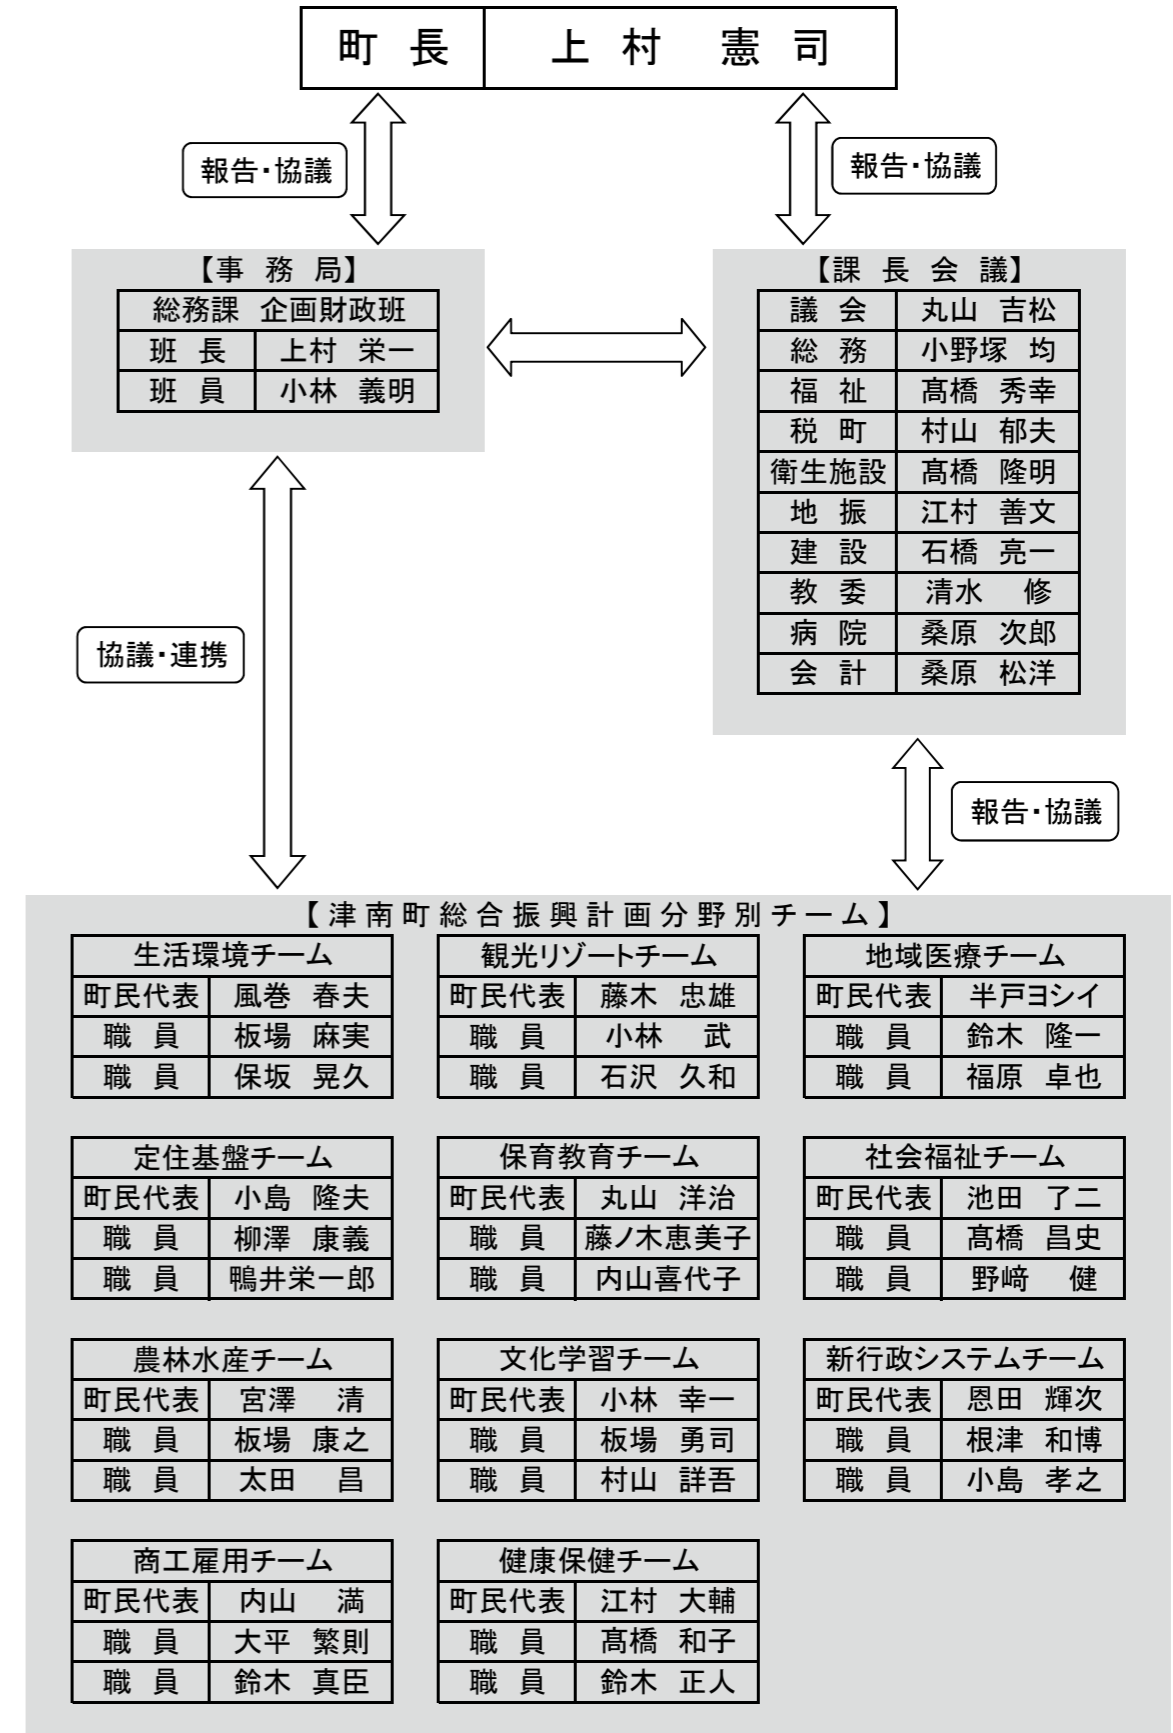 町 長 上 村 憲 司
報告・協議
報告・協議
【事 務 局】
総務課 企画財政班
班 長 上村 栄一
班 員 小林 義明
【課 長 会 議】
議 会 丸山 吉松
総 務 小野塚 均
福 祉 髙橋 秀幸
税 町 村山 郁夫
衛生施設 髙橋 隆明
地 振 江村 善文
建 設 石橋 亮一
教 委 清水 修
病 院 桑原 次郎
会 計 桑原 松洋
協議・連携
報告・協議
【津南町総合振興計画分野別チーム】
生活環境チーム
町民代表 風巻 春夫
職 員 板場 麻実
職 員 保坂 晃久
観光リゾートチーム
町民代表 藤木 忠雄
職 員 小林 武
職 員 石沢 久和
地域医療チーム
町民代表 半戸ヨシイ
職 員 鈴木 隆一
職 員 福原 卓也
定住基盤チーム
町民代表 小島 隆夫
職 員 柳澤 康義
職 員 鴨井栄一郎
保育教育チーム
町民代表 丸山 洋治
職 員 藤ノ木恵美子
職 員 内山喜代子
社会福祉チーム
町民代表 池田 了二
職 員 髙橋 昌史
職 員 野﨑 健
農林水産チーム
町民代表 宮澤 清
職 員 板場 康之
職 員 太田 昌
文化学習チーム
町民代表 小林 幸一
職 員 板場 勇司
職 員 村山 詳吾
新行政システムチーム
町民代表 恩田 輝次
職 員 根津 和博
職 員 小島 孝之
商工雇用チーム
町民代表 内山 満
職 員 大平 繁則
職 員 鈴木 真臣
健康保健チーム
町民代表 江村 大輔
職 員 髙橋 和子
職 員 鈴木 正人